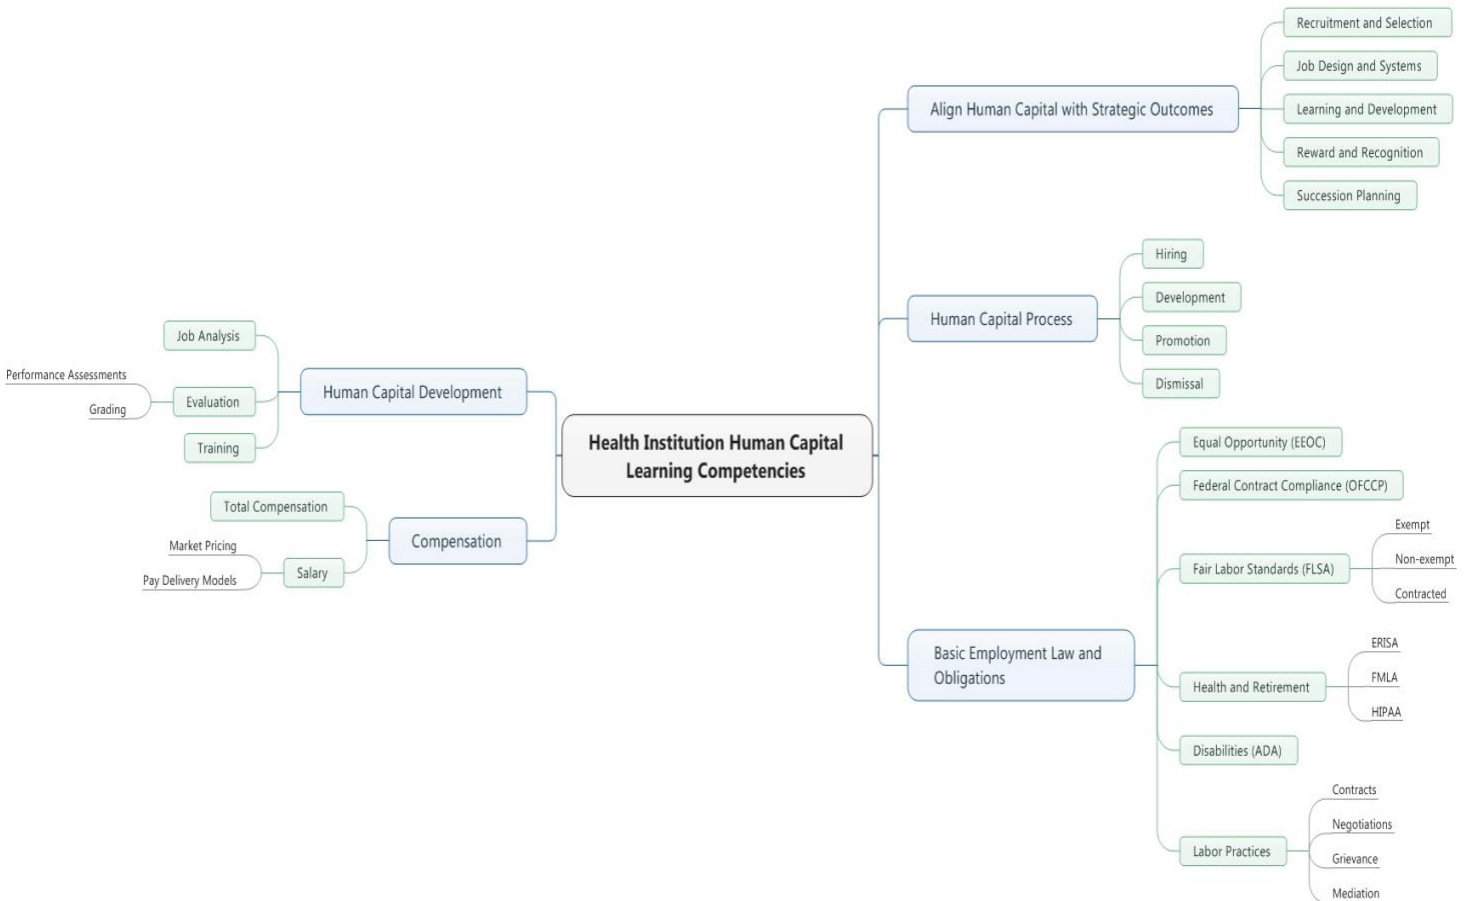 Health Institution Human Capital
Learning Competencies
Align Human Capital with Strategic Outcomes
Recruitment and Selection
Job Design and Systems
Learning and Development
Reward and Recognition
Succession Planning
Human Capital Process
Hiring
Development
Promotion
Dismissal
Basic Employment Law and
Obligations
Equal Opportunity (EEOC)
Federal Contract Compliance (OFCCP)
Fair Labor Standards (FLSA)
Exempt
Non-exempt
Contracted
Health and Retirement
ERISA
FMLA
HIPAA
Disabilities (ADA)
Labor Practices
Contracts
Negotiations
Grievance
Mediation
Human Capital Development
Job Analysis
Evaluation
Performance Assessments
Grading
Training
Compensation
Total Compensation
Salary
Market Pricing
Pay Delivery Models